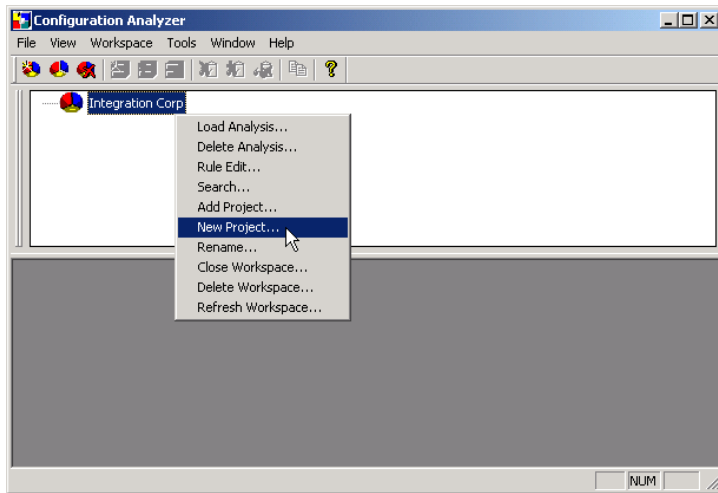 Configuration Analyzer
File View Workspace Tools Window Help
Integration Corp
Load Analysis...
Delete Analysis...
Rule Edit...
Search...
Add Project...
New Project...
Rename...
Close Workspace...
Delete Workspace...
Refresh Workspace...
NUM